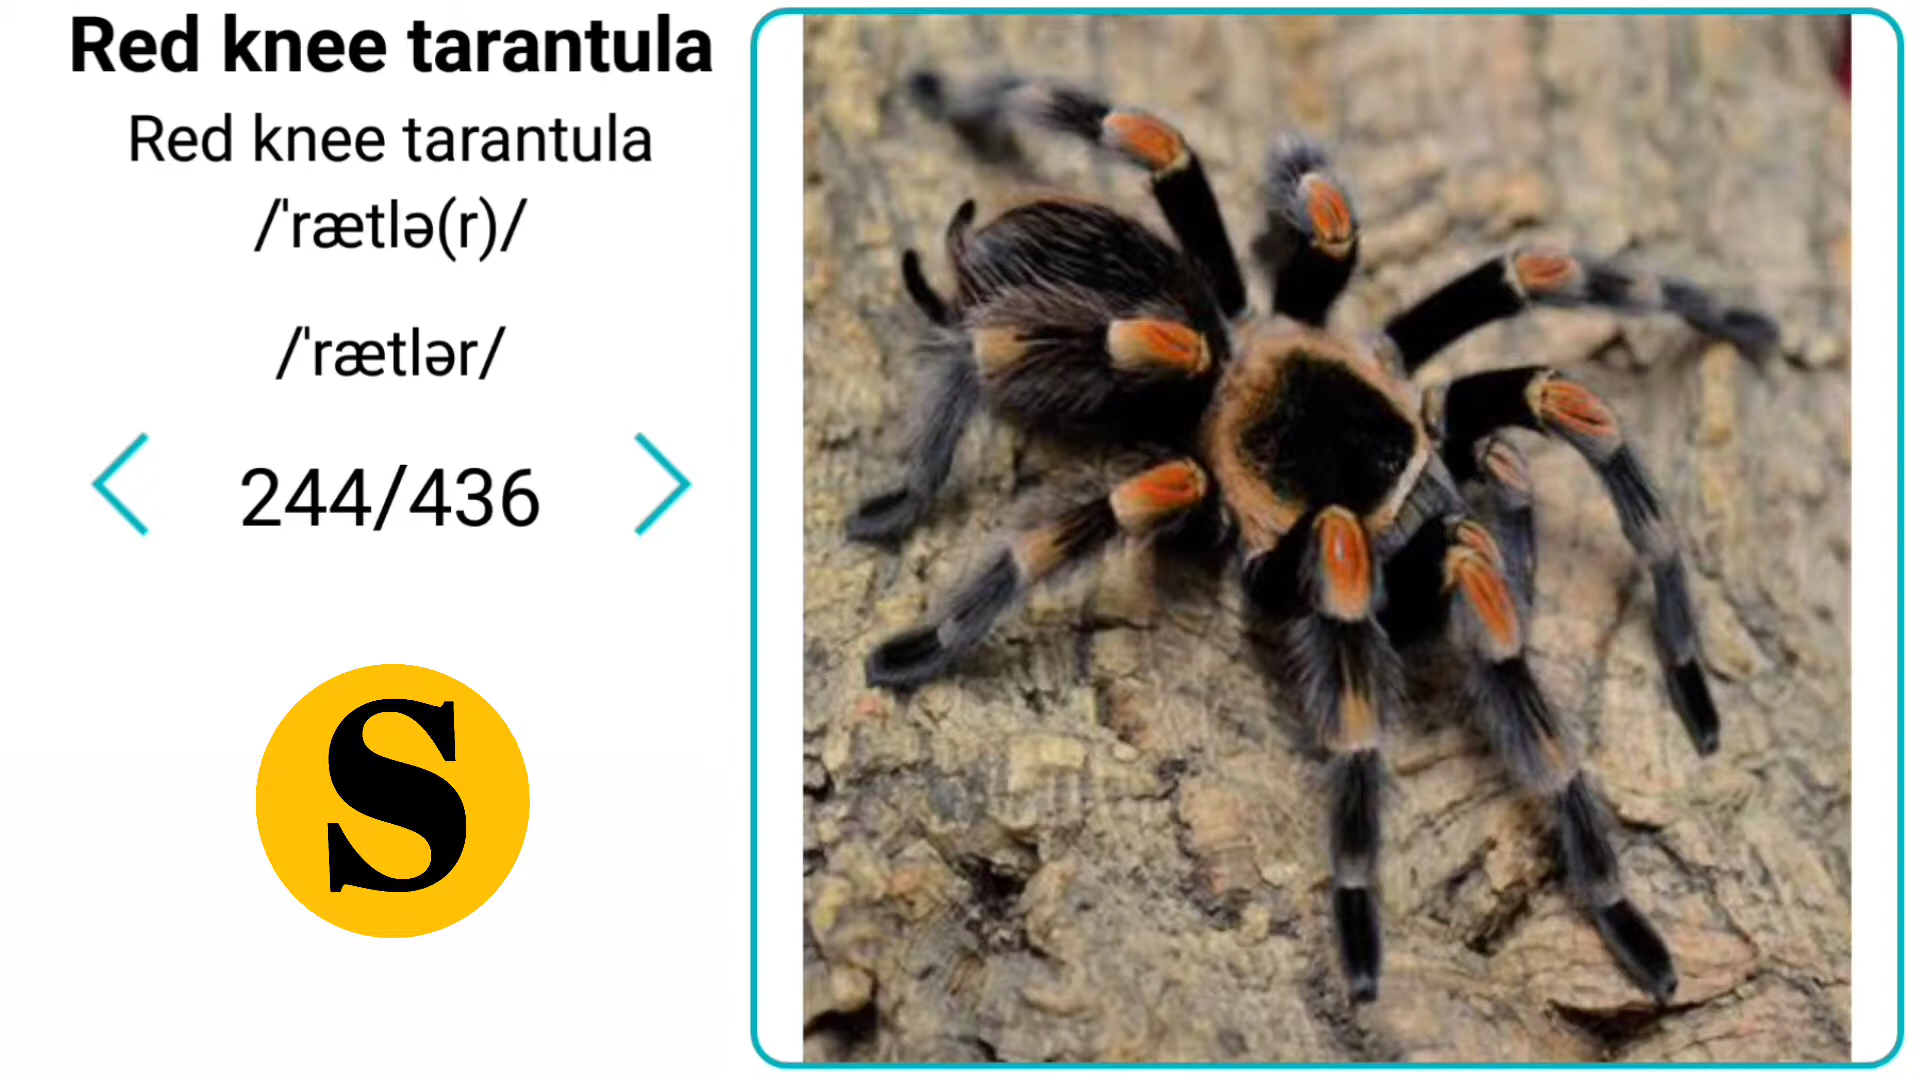 Red knee tarantula
Red knee tarantula
/ˈrætlə(r)/
/ˈrætlər/
244/436
S